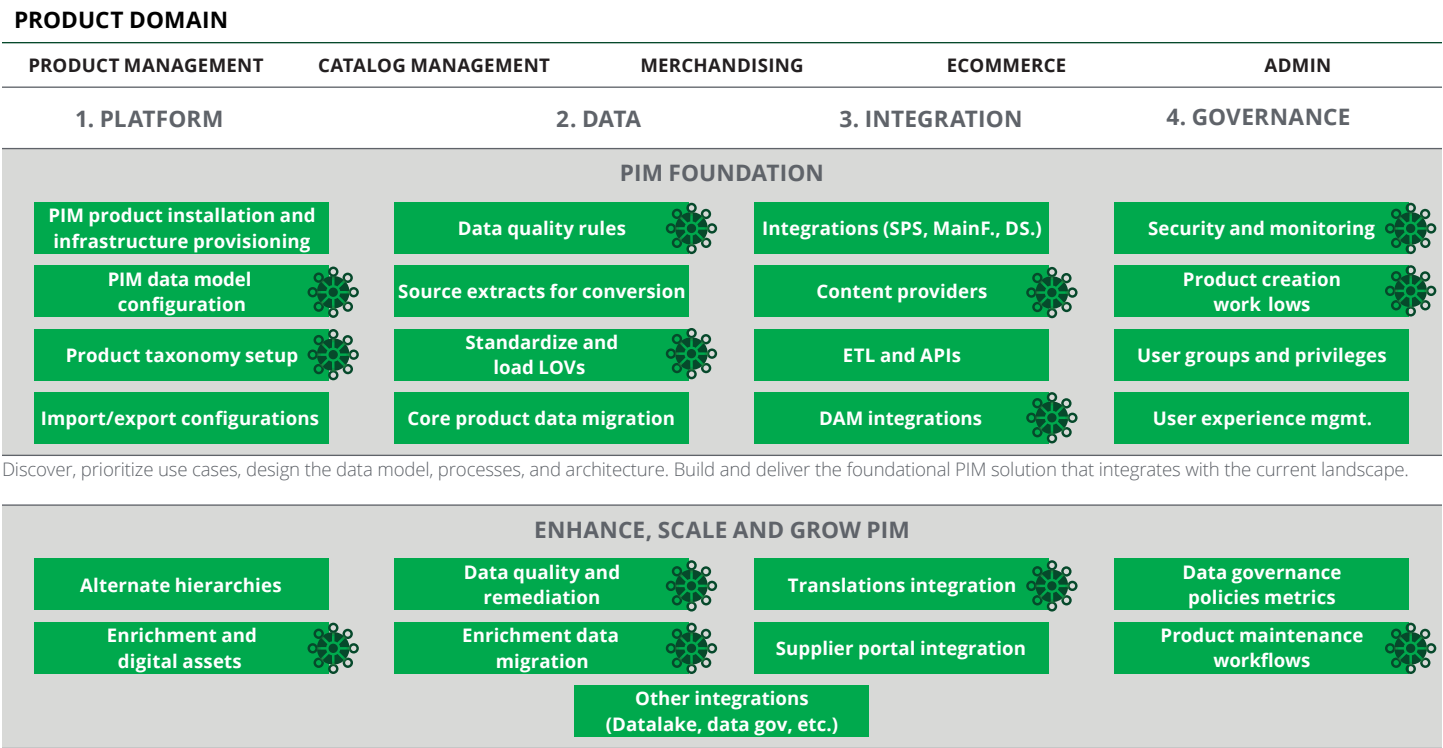 PRODUCT DOMAIN
PRODUCT MANAGEMENT CATALOG MANAGEMENT MERCHANDISING ECOMMERCE ADMIN
1. PLATFORM 2. DATA 3. INTEGRATION 4. GOVERNANCE
PIM FOUNDATION
PIM product installation and
infrastructure provisioning
Data quality rules
Integrations (SPS, MainF., DS.)
Security and monitoring
PIM data model
configuration
Source extracts for conversion
Content providers
Product creation
work lows
Product taxonomy setup
Standardize and
load LOVs
ETL and APIs
User groups and privileges
Import/export configurations
Core product data migration
DAM integrations
User experience mgmt.
Discover, prioritize use cases, design the data model, processes, and architecture. Build and deliver the foundational PIM solution that integrates with the current landscape.
ENHANCE, SCALE AND GROW PIM
Alternate hierarchies
Data quality and
remediation
Translations integration
Data governance
policies metrics
Enrichment and
digital assets
Enrichment data
migration
Supplier portal integration
Product maintenance
workflows
Other integrations
(Datalake, data gov, etc.)